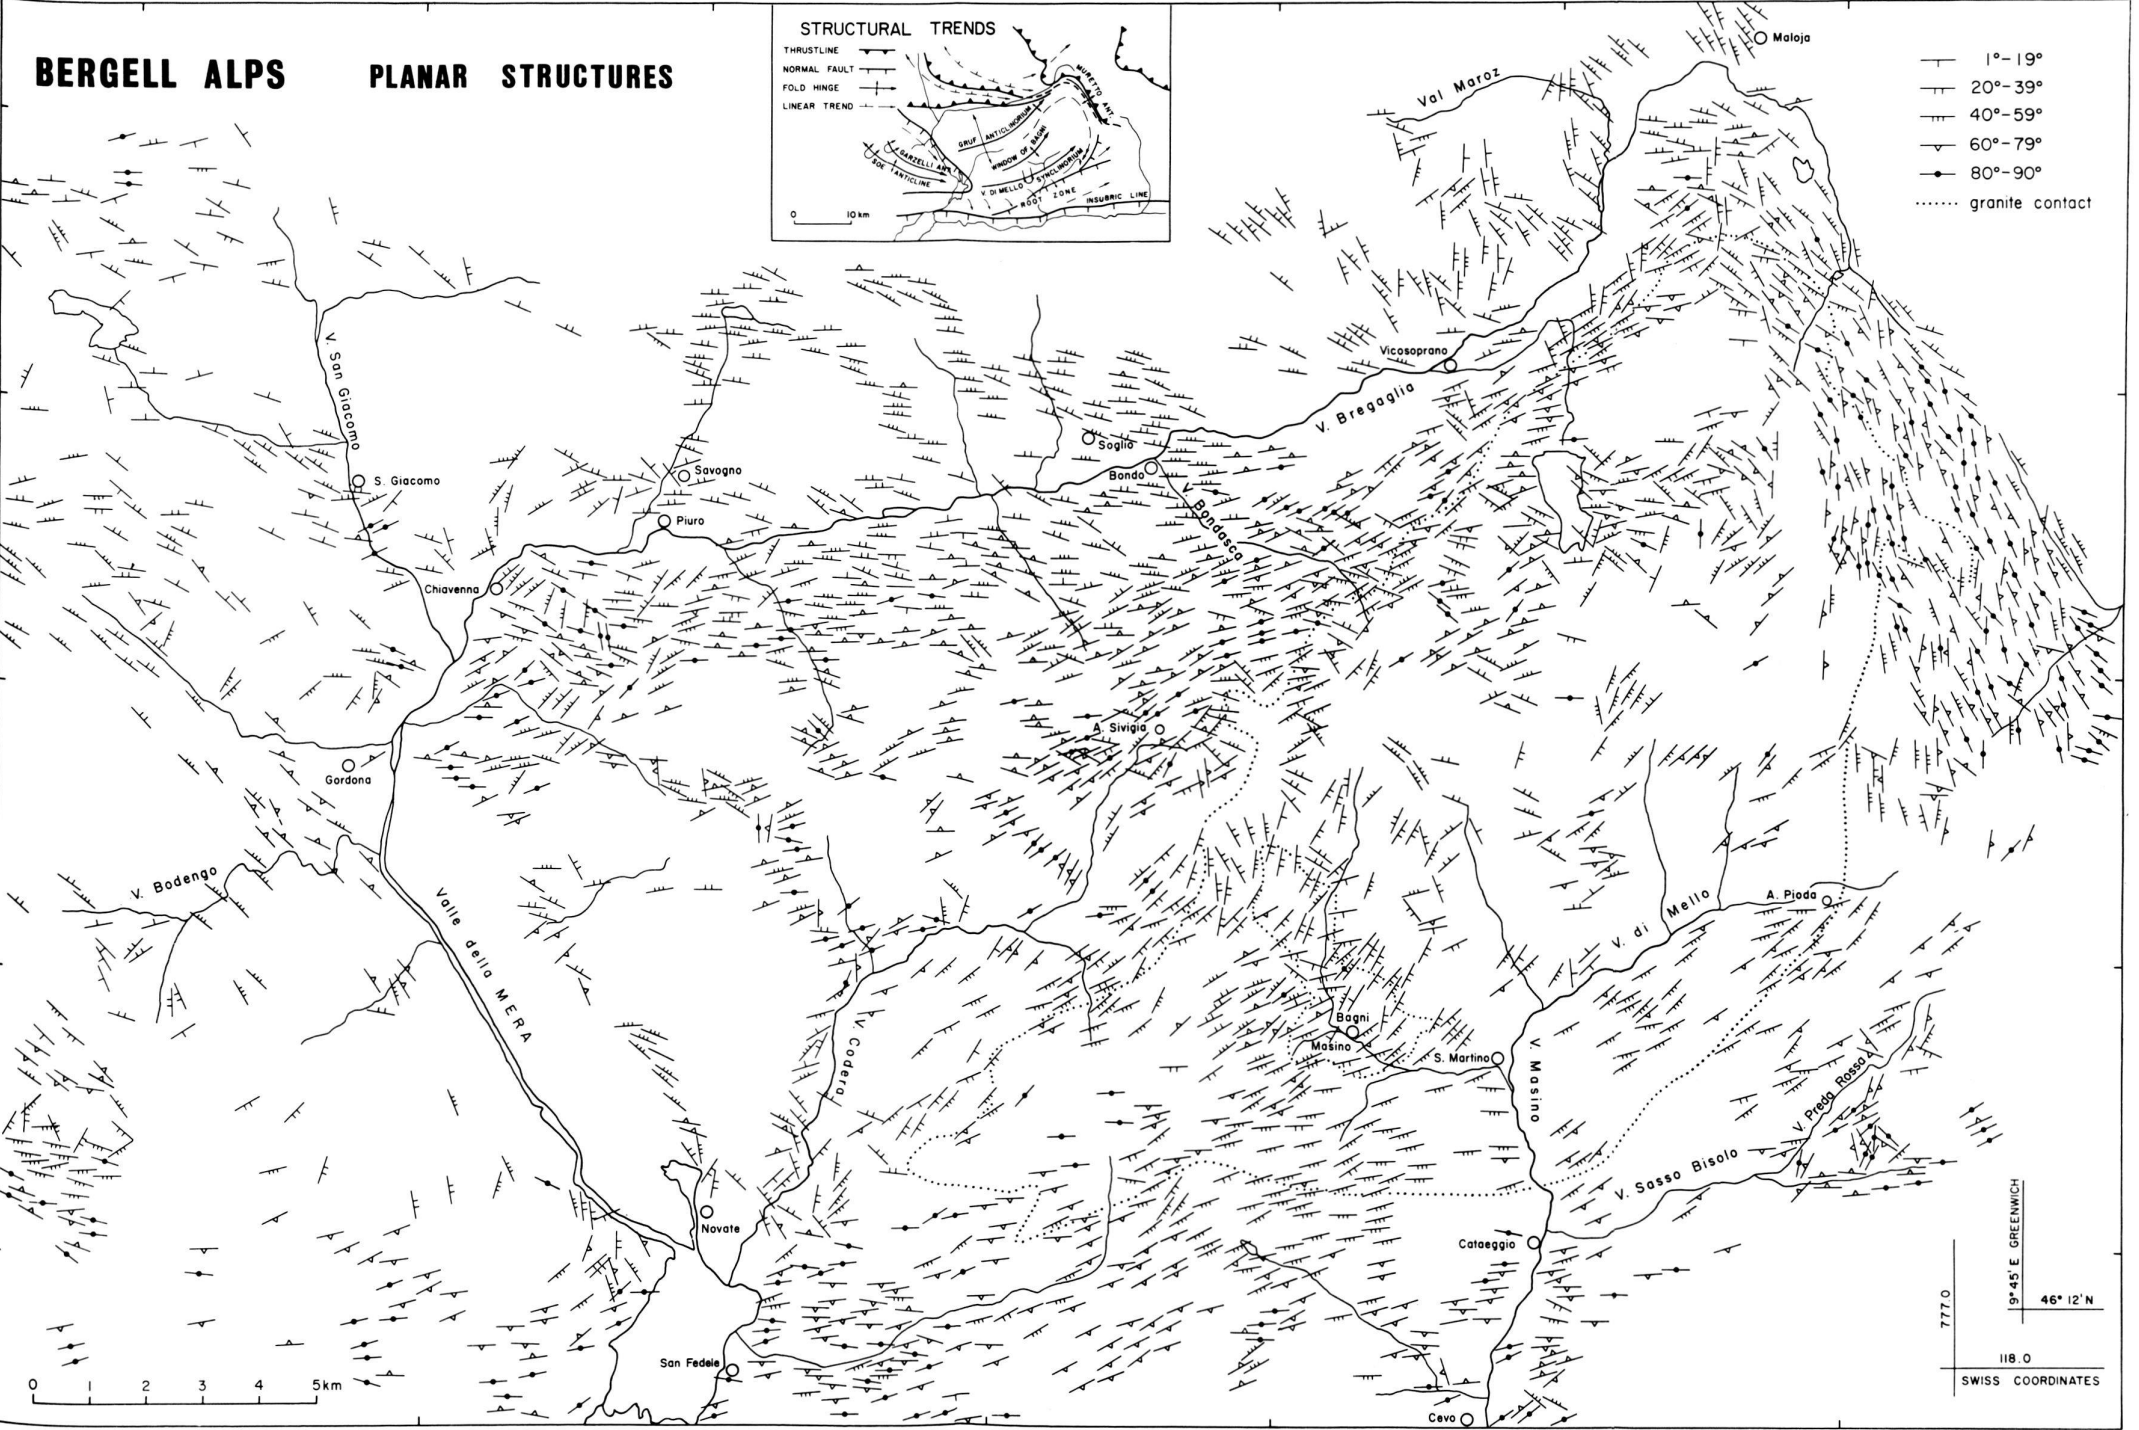 BERGELL ALPS PLANAR STRUCTURES
STRUCTURAL TRENDS
THRUSTLINE
NORMAL FAULT
FOLD HINGE
LINEAR TREND
MURETTO ANT.
GRUF ANTICLINORIUM
WINDOW OF BAGNI
GARZELLI ANT.
SOE ANTICLINE
V. DI MELLO SYNCLINORIUM
ROOT ZONE
INSUBRIC LINE
0 10 km
1°-19°
20°-39°
40°-59°
60°-79°
80°-90°
granite contact
Maloja
Val Maroz
V. San Giacomo
Vicosoprano
V. Bregaglia
Soglio
Bondo
V. Bondasca
Savogno
S. Giacomo
Piuro
Chiavenna
A. Sivigia
Gordona
V. Bodengo
Valle della MERA
V. di Mello
A. Pioda
V. Codera
Bagni
Masino
S. Martino
V. Masino
V. Preda Rossa
V. Sasso Bisolo
Novate
Cataeggio
San Fedele
Cevo
0 1 2 3 4 5km
9° 45' E GREENWICH
46° 12' N
777.0
118.0
SWISS COORDINATES